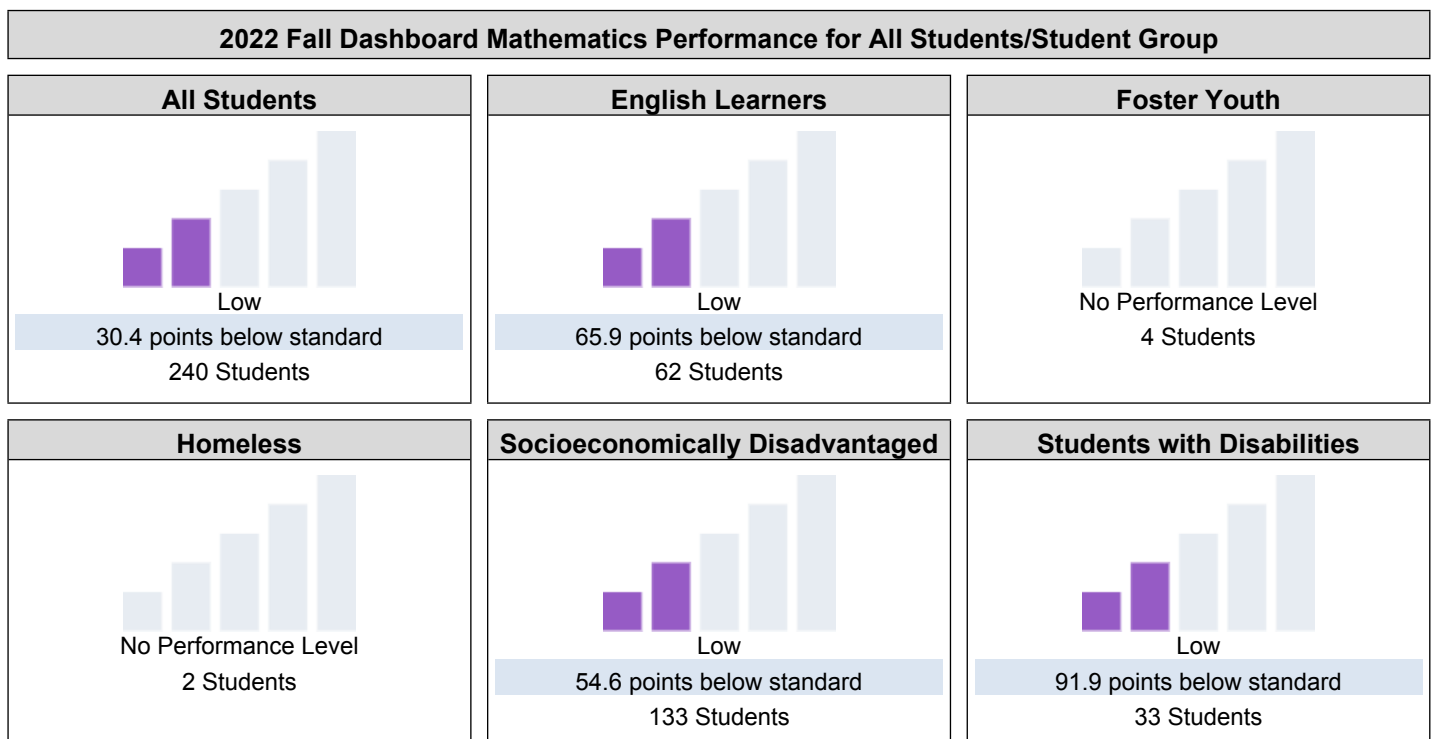 2022 Fall Dashboard Mathematics Performance for All Students/Student Group
All Students
Low
30.4 points below standard
240 Students
English Learners
Low
65.9 points below standard
62 Students
Foster Youth
No Performance Level
4 Students
Homeless
No Performance Level
2 Students
Socioeconomically Disadvantaged
Low
54.6 points below standard
133 Students
Students with Disabilities
Low
91.9 points below standard
33 Students